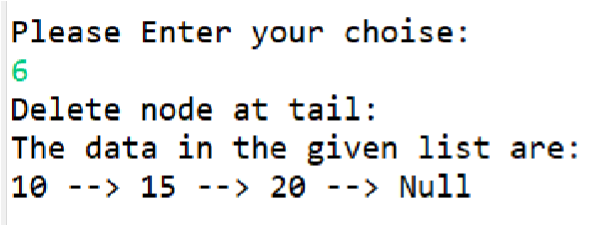 Please Enter your choise:
6
Delete node at tail:
The data in the given list are:
10 --> 15 --> 20 --> Null